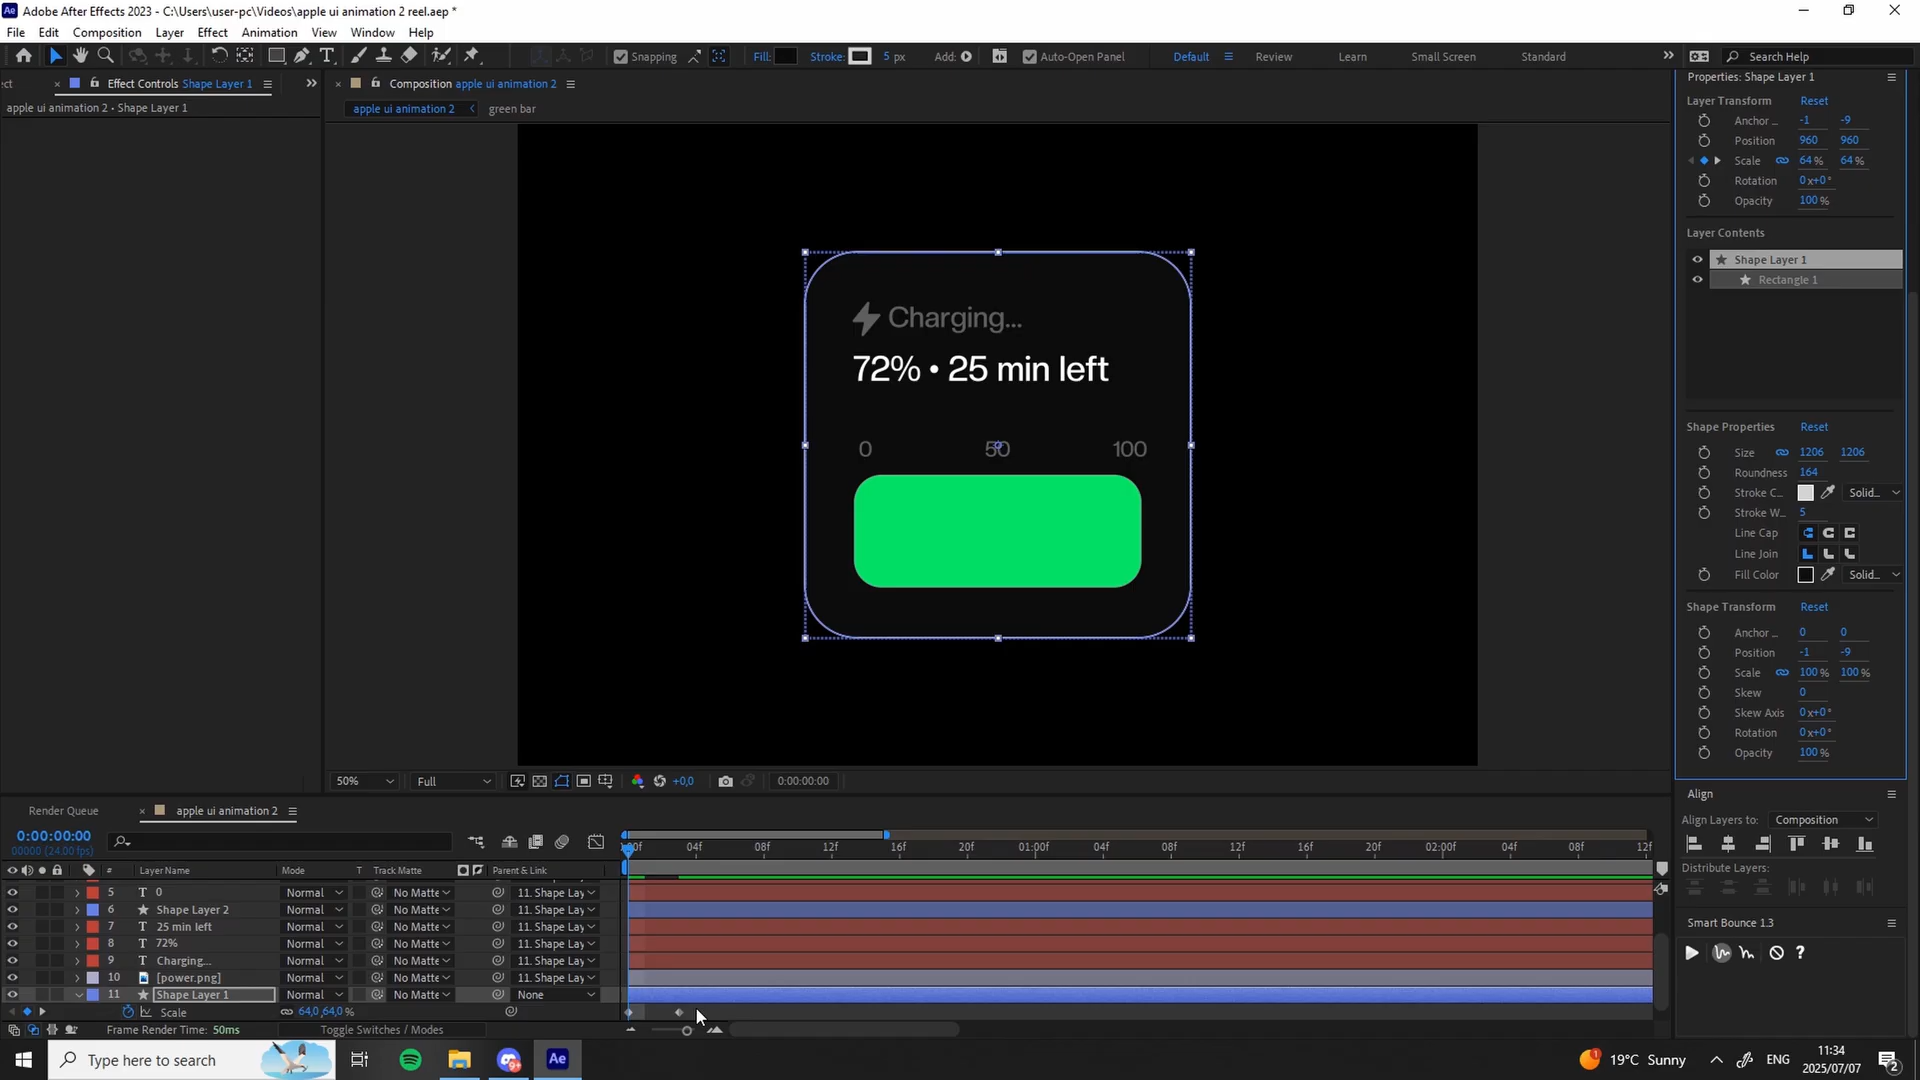 Ae Adobe After Effects 2023 - C:\Users\user-pc\Videos\apple ui animation 2 reel.aep *
File Edit Composition Layer Effect Animation View Window Help
Snapping Fill: Stroke: 5 px Add: Auto-Open Panel Default Review Learn Small Screen Standard Search Help
ect Effect Controls Shape Layer 1
apple ui animation 2 • Shape Layer 1
Composition apple ui animation 2
apple ui animation 2 green bar
Charging...
72% • 25 min left
0 50 100
50% Full +0,0 0:00:00:00
Properties: Shape Layer 1
Layer Transform Reset
Anchor ... -1 -9
Position 960 960
Scale 64 % 64 %
Rotation 0x+0°
Opacity 100 %
Layer Contents
Shape Layer 1
Rectangle 1
Shape Properties Reset
Size 1206 1206
Roundness 164
Stroke C... Solid...
Stroke W... 5
Line Cap
Line Join
Fill Color Solid...
Shape Transform Reset
Anchor ... 0 0
Position -1 -9
Scale 100 % 100 %
Skew 0
Skew Axis 0x+0°
Rotation 0x+0°
Opacity 100 %
Align
Align Layers to: Composition
Distribute Layers:
Smart Bounce 1.3
Render Queue apple ui animation 2
0:00:00:00
00000 (24.00 fps)
:00f 04f 08f 12f 16f 20f 01:00f 04f 08f 12f 16f 20f 02:00f 04f 08f 12f
# Layer Name Mode T Track Matte Parent & Link
5 T 0 Normal No Matte 11. Shape Lay
6 Shape Layer 2 Normal No Matte 11. Shape Lay
7 T 25 min left Normal No Matte 11. Shape Lay
8 T 72% Normal No Matte 11. Shape Lay
9 T Charging... Normal No Matte 11. Shape Lay
10 [power.png] Normal No Matte 11. Shape Lay
11 Shape Layer 1 Normal No Matte None
Scale 64,0,64,0%
Frame Render Time: 50ms Toggle Switches / Modes
Type here to search Ae 19°C Sunny ENG 11:34
2025/07/07 2